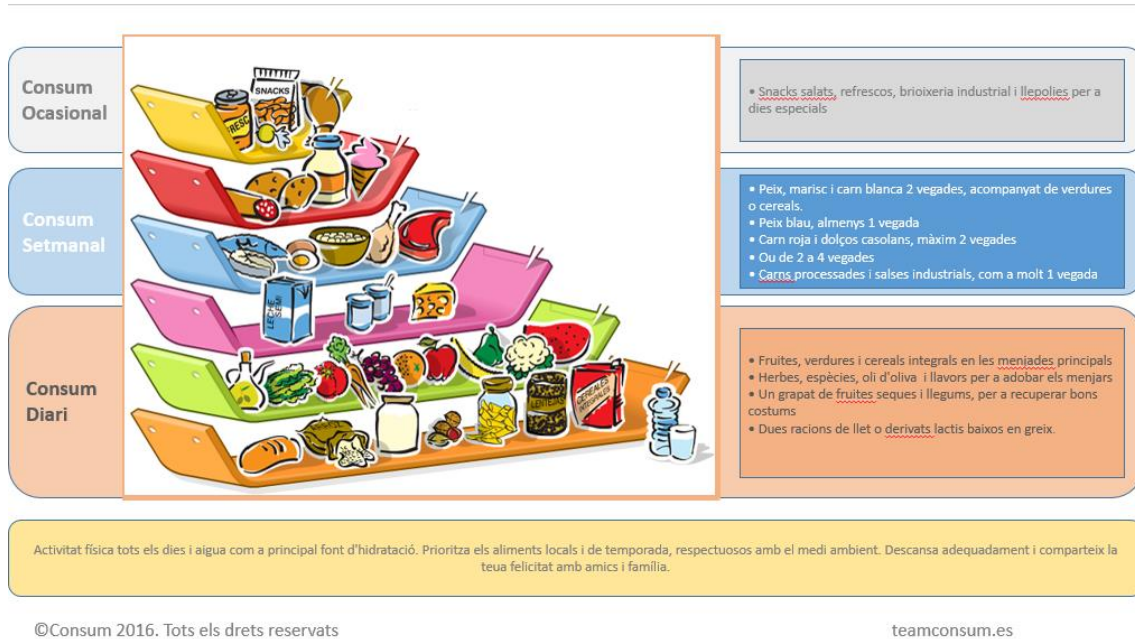 Consum
Ocasional
SNACKS
FRESC
• Snacks salats, refrescos, brioixeria industrial i llepolies per a
dies especials
Consum
Setmanal
• Peix, marisc i carn blanca 2 vegades, acompanyat de verdures
o cereals.
• Peix blau, almenys 1 vegada
• Carn roja i dolços casolans, màxim 2 vegades
• Ou de 2 a 4 vegades
• Carns processades i salses industrials, com a molt 1 vegada
LECHE
SEM
Consum
Diari
LENTEJAS
CEREALES
INTEGRALES
• Fruites, verdures i cereals integrals en les menjades principals
• Herbes, espècies, oli d'oliva i llavors per a adobar els menjars
• Un grapat de fruites seques i llegums, per a recuperar bons
costums
• Dues racions de llet o derivats lactis baixos en greix.
Activitat física tots els dies i aigua com a principal font d'hidratació. Prioritza els aliments locals i de temporada, respectuosos amb el medi ambient. Descansa adequadament i comparteix la
teua felicitat amb amics i família.
©Consum 2016. Tots els drets reservats
teamconsum.es